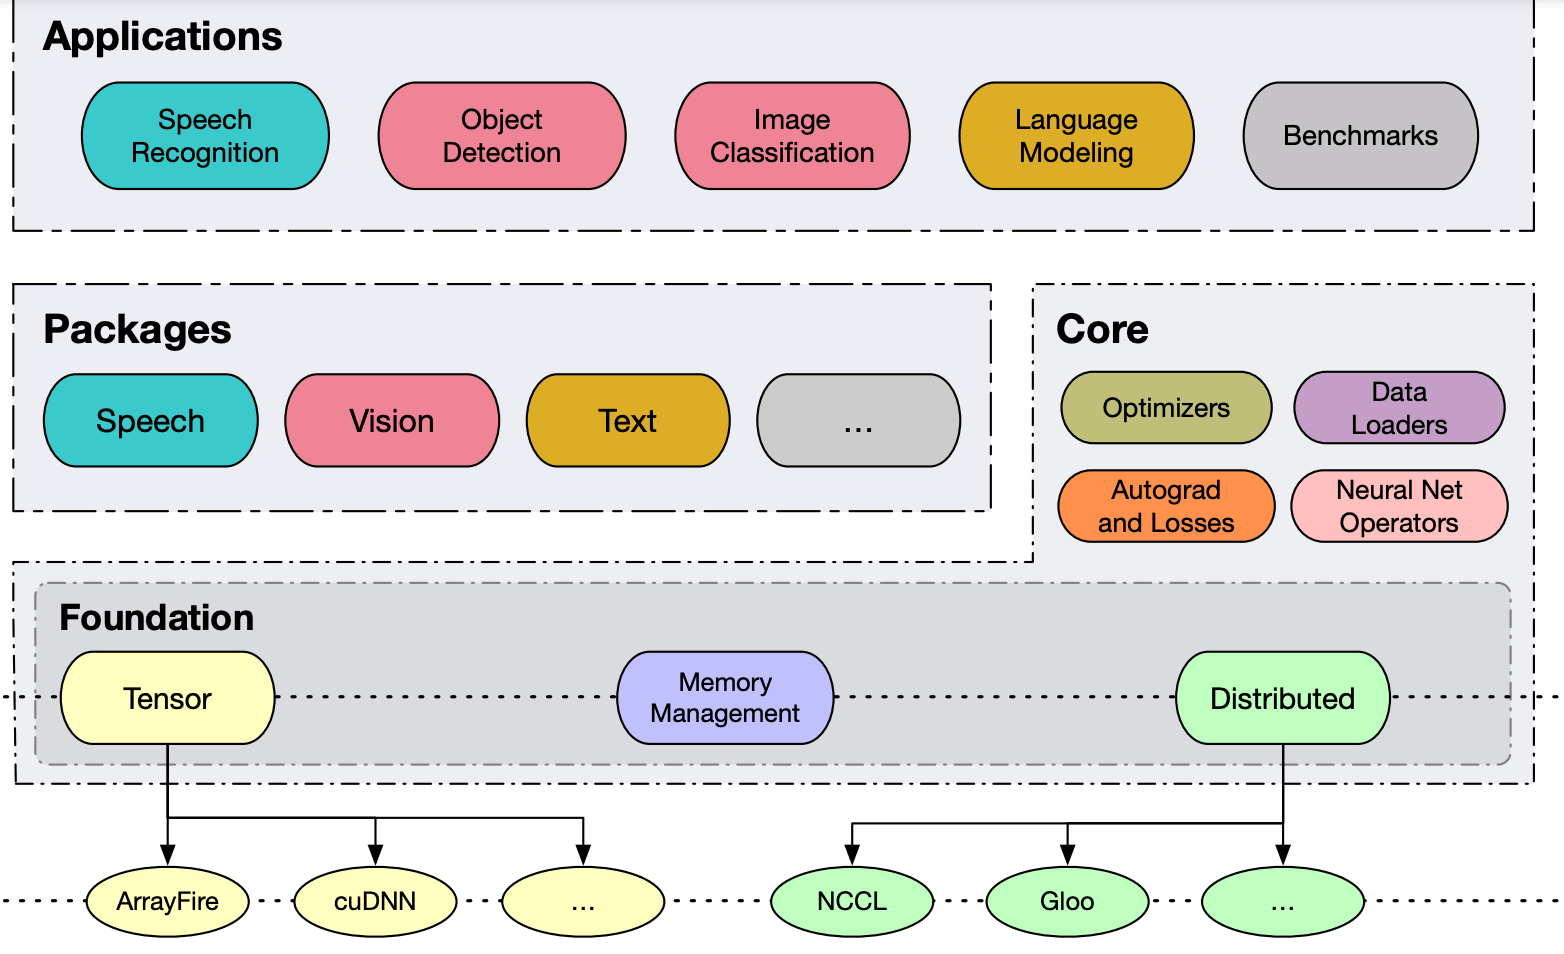 Applications
Speech
Recognition
Object
Detection
Image
Classification
Language
Modeling
Benchmarks
Packages
Speech
Vision
Text
...
Core
Optimizers
Data
Loaders
Autograd
and Losses
Neural Net
Operators
Foundation
Tensor
Memory
Management
Distributed
ArrayFire
cuDNN
...
NCCL
Gloo
...